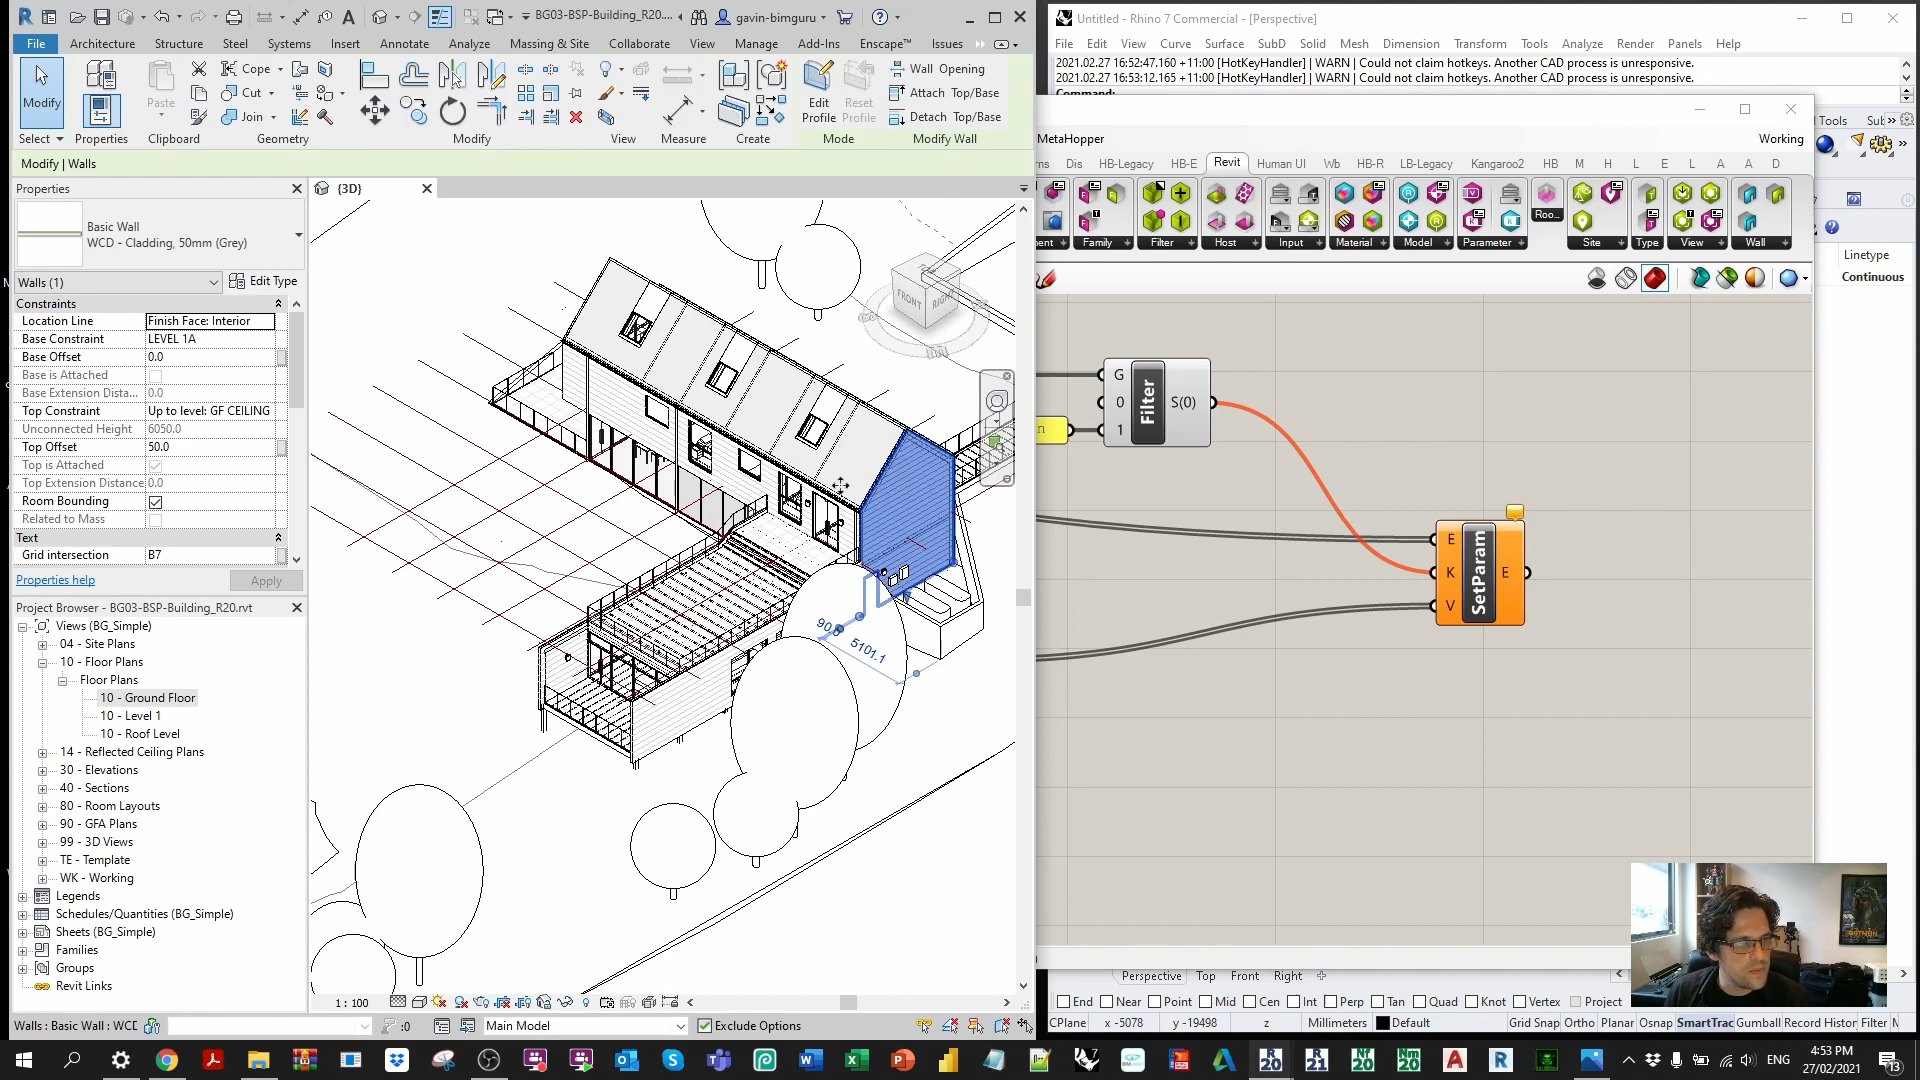 BG03-BSP-Building_R20....
gavin-bimguru
File
Architecture
Structure
Steel
Systems
Insert
Annotate
Analyze
Massing & Site
Collaborate
View
Manage
Add-Ins
Enscape™
Issues
Modify
Paste
Cope
Cut
Join
Edit
Profile
Reset
Profile
Wall Opening
Attach Top/Base
Detach Top/Base
Select
Properties
Clipboard
Geometry
Modify
View
Measure
Create
Mode
Modify Wall
Modify | Walls
Properties
Basic Wall
WCD - Cladding, 50mm (Grey)
Walls (1)
Edit Type
Constraints
Location Line Finish Face: Interior
Base Constraint LEVEL 1A
Base Offset 0.0
Base is Attached
Base Extension Dista... 0.0
Top Constraint Up to level: GF CEILING
Unconnected Height 6050.0
Top Offset 50.0
Top is Attached
Top Extension Distance 0.0
Room Bounding
Related to Mass
Text
Grid intersection B7
Properties help
Apply
Project Browser - BG03-BSP-Building_R20.rvt
Views (BG_Simple)
04 - Site Plans
10 - Floor Plans
Floor Plans
10 - Ground Floor
10 - Level 1
10 - Roof Level
14 - Reflected Ceiling Plans
30 - Elevations
40 - Sections
80 - Room Layouts
90 - GFA Plans
99 - 3D Views
TE - Template
WK - Working
Legends
Schedules/Quantities (BG_Simple)
Sheets (BG_Simple)
Families
Groups
Revit Links
{3D}
FRONT
RIGHT
5101.1
1 : 100
Walls : Basic Wall : WCD
:0
Main Model
Exclude Options
Untitled - Rhino 7 Commercial - [Perspective]
File
Edit
View
Curve
Surface
SubD
Solid
Mesh
Dimension
Transform
Tools
Analyze
Render
Panels
Help
2021.02.27 16:52:47.160 +11:00 [HotKeyHandler] | WARN | Could not claim hotkeys. Another CAD process is unresponsive.
2021.02.27 16:53:12.165 +11:00 [HotKeyHandler] | WARN | Could not claim hotkeys. Another CAD process is unresponsive.
Command:
Tools
MetaHopper
Working
Dis
HB-Legacy
HB-E
Revit
Human UI
Wb
HB-R
LB-Legacy
Kangaroo2
HB
M
H
L
E
L
A
A
D
Family
Filter
Host
Input
Material
Model
Parameter
Roo...
Site
Type
View
Wall
Linetype
Continuous
G
0
1
Filter
S(0)
n
E
K
V
SetParam
E
Perspective
Top
Front
Right
End
Near
Point
Mid
Cen
Int
Perp
Tan
Quad
Knot
Vertex
Project
CPlane
x -5078
y -19498
z
Millimeters
Default
Grid Snap
Ortho
Planar
Osnap
SmartTrac
Gumball
Record Histor
Filter
ENG
4:53 PM
27/02/2021
13